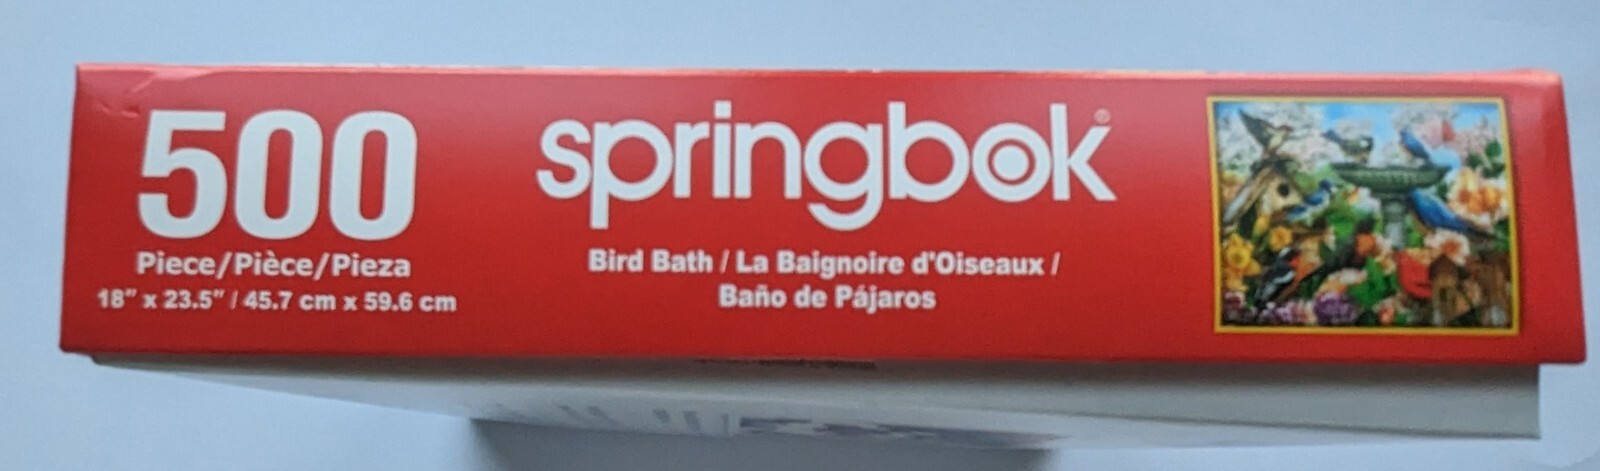 500
Piece/Pièce/Pieza
18" x 23.5" / 45.7 cm x 59.6 cm
springbok®
Bird Bath / La Baignoire d'Oiseaux /
Baño de Pájaros